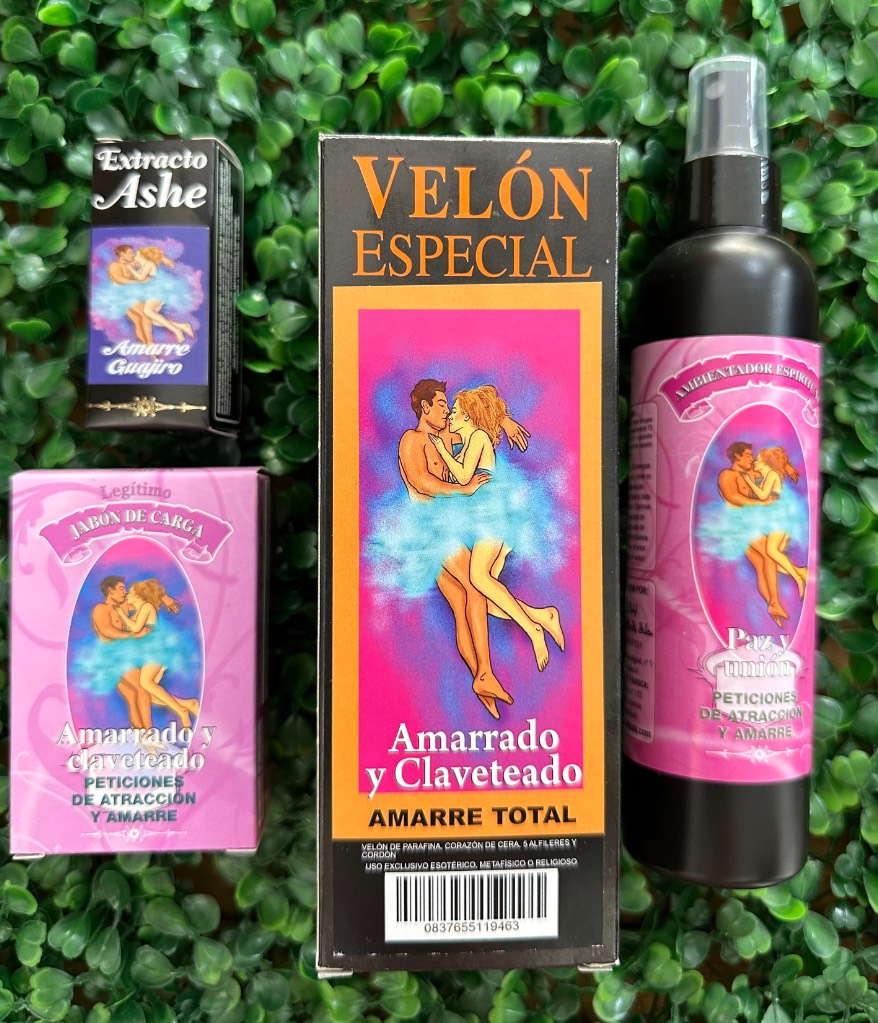 Extracto
Ashe
Amarre
Guajiro
Legítimo
JABÓN DE CARGA
Amarrado y
claveteado
PETICIONES
DE ATRACCIÓN
Y AMARRE
VELÓN
ESPECIAL
Amarrado
y Claveteado
AMARRE TOTAL
VELÓN DE PARAFINA, CORAZÓN DE CERA, 5 ALFILERES Y
CORDÓN
USO EXCLUSIVO ESOTÉRICO, METAFÍSICO O RELIGIOSO
0837655119463
AMBIENTADOR
Paz y
unión
PETICIONES
DE ATRACCIÓN
Y AMARRE